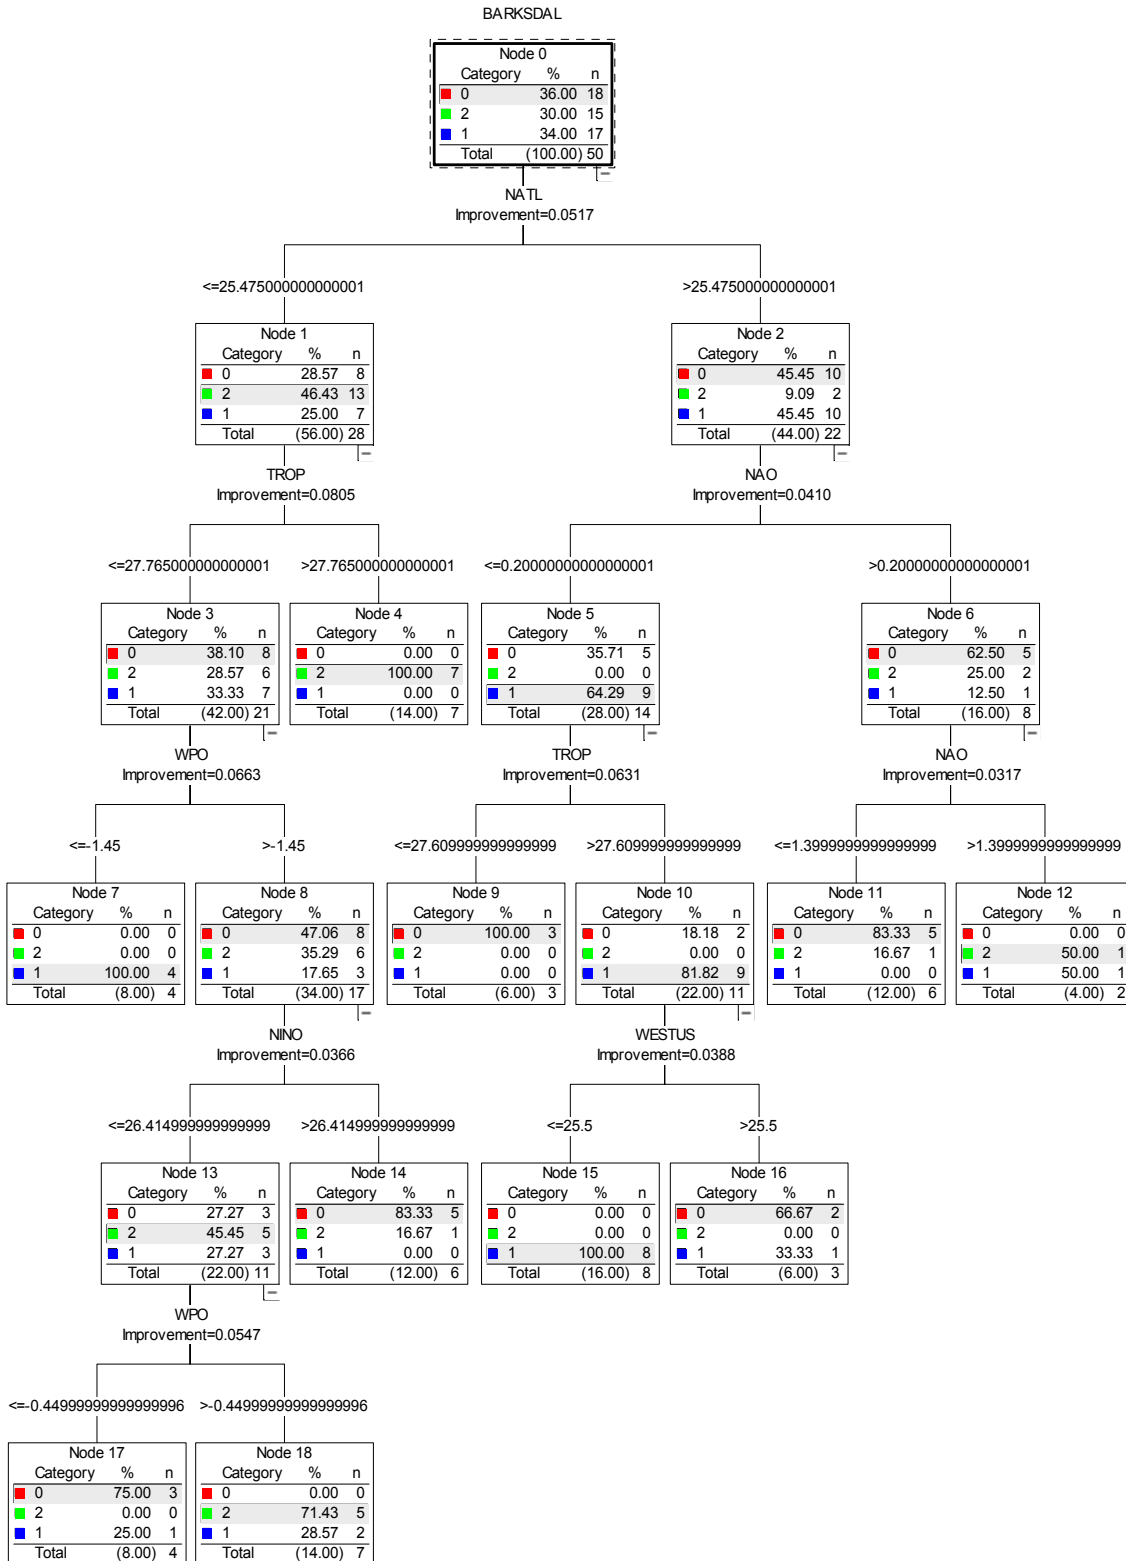 BARKSDAL
Node 0
Category % n
0 36.00 18
2 30.00 15
1 34.00 17
Total (100.00) 50
NATL
Improvement=0.0517
<=25.475000000000001
>25.475000000000001
Node 1
Category % n
0 28.57 8
2 46.43 13
1 25.00 7
Total (56.00) 28
Node 2
Category % n
0 45.45 10
2 9.09 2
1 45.45 10
Total (44.00) 22
TROP
Improvement=0.0805
NAO
Improvement=0.0410
<=27.765000000000001
>27.765000000000001
<=0.20000000000000001
>0.20000000000000001
Node 3
Category % n
0 38.10 8
2 28.57 6
1 33.33 7
Total (42.00) 21
Node 4
Category % n
0 0.00 0
2 100.00 7
1 0.00 0
Total (14.00) 7
Node 5
Category % n
0 35.71 5
2 0.00 0
1 64.29 9
Total (28.00) 14
Node 6
Category % n
0 62.50 5
2 25.00 2
1 12.50 1
Total (16.00) 8
WPO
Improvement=0.0663
TROP
Improvement=0.0631
NAO
Improvement=0.0317
<=-1.45
>-1.45
<=27.609999999999999
>27.609999999999999
<=1.3999999999999999
>1.3999999999999999
Node 7
Category % n
0 0.00 0
2 0.00 0
1 100.00 4
Total (8.00) 4
Node 8
Category % n
0 47.06 8
2 35.29 6
1 17.65 3
Total (34.00) 17
Node 9
Category % n
0 100.00 3
2 0.00 0
1 0.00 0
Total (6.00) 3
Node 10
Category % n
0 18.18 2
2 0.00 0
1 81.82 9
Total (22.00) 11
Node 11
Category % n
0 83.33 5
2 16.67 1
1 0.00 0
Total (12.00) 6
Node 12
Category % n
0 0.00 0
2 50.00 1
1 50.00 1
Total (4.00) 2
NINO
Improvement=0.0366
WESTUS
Improvement=0.0388
<=26.414999999999999
>26.414999999999999
<=25.5
>25.5
Node 13
Category % n
0 27.27 3
2 45.45 5
1 27.27 3
Total (22.00) 11
Node 14
Category % n
0 83.33 5
2 16.67 1
1 0.00 0
Total (12.00) 6
Node 15
Category % n
0 0.00 0
2 0.00 0
1 100.00 8
Total (16.00) 8
Node 16
Category % n
0 66.67 2
2 0.00 0
1 33.33 1
Total (6.00) 3
WPO
Improvement=0.0547
<=-0.44999999999999996
>-0.44999999999999996
Node 17
Category % n
0 75.00 3
2 0.00 0
1 25.00 1
Total (8.00) 4
Node 18
Category % n
0 0.00 0
2 71.43 5
1 28.57 2
Total (14.00) 7